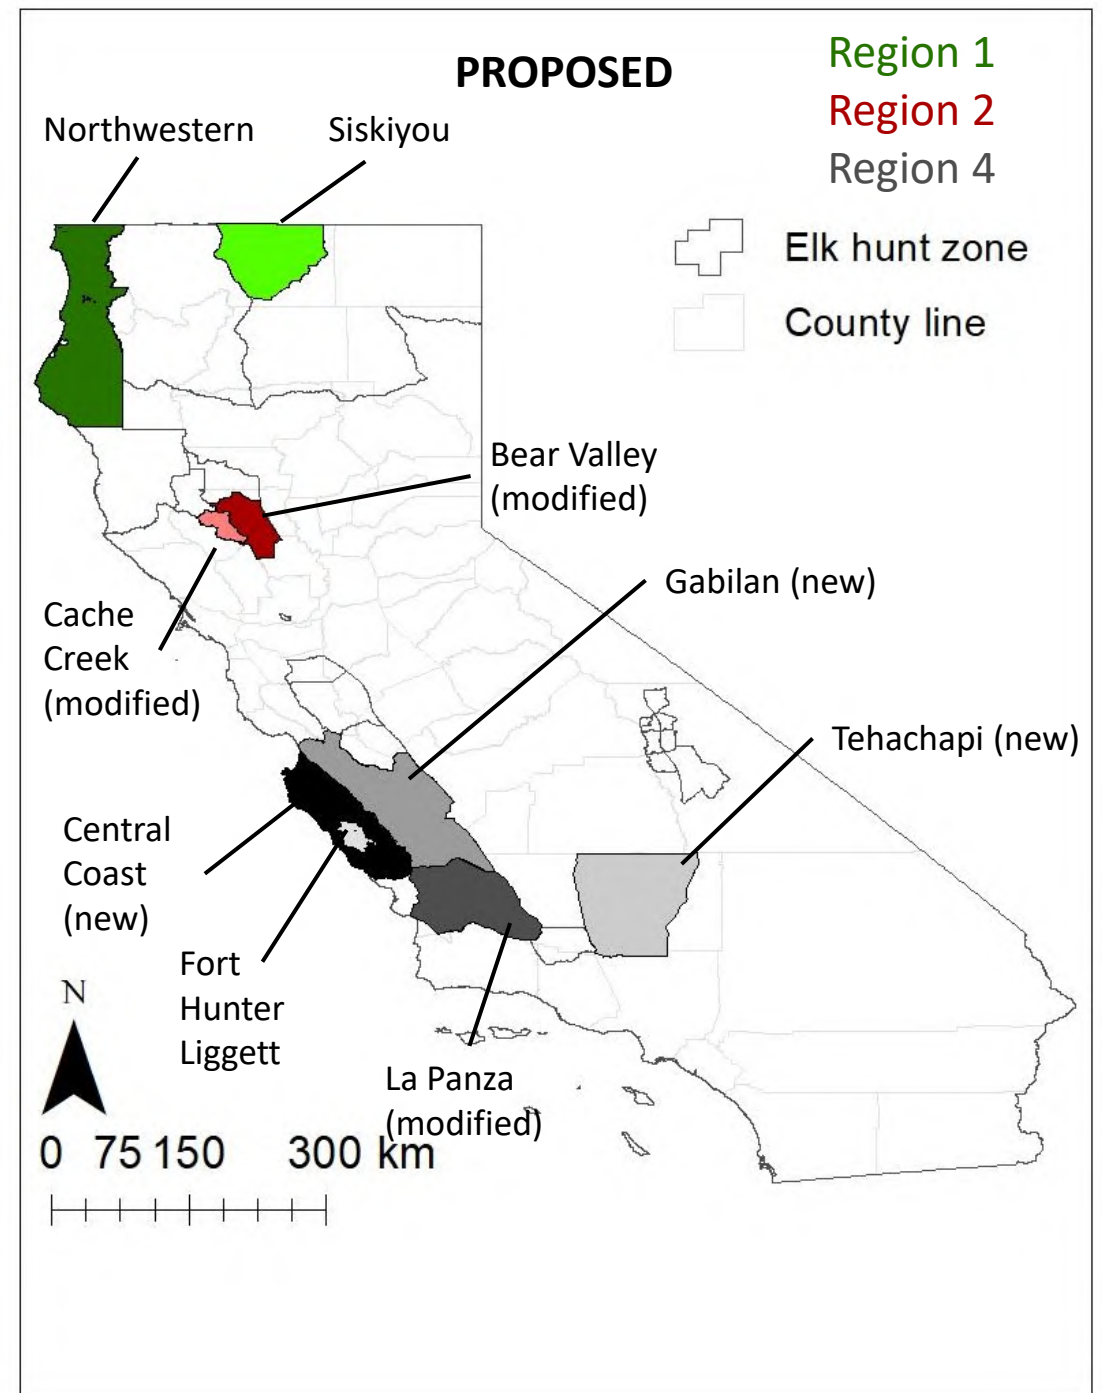 PROPOSED
Region 1
Region 2
Region 4
Northwestern
Siskiyou
Elk hunt zone
County line
Bear Valley
(modified)
Gabilan (new)
Cache
Creek
(modified)
Tehachapi (new)
Central
Coast
(new)
Fort
Hunter
Liggett
La Panza
(modified)
N
0 75 150 300 km